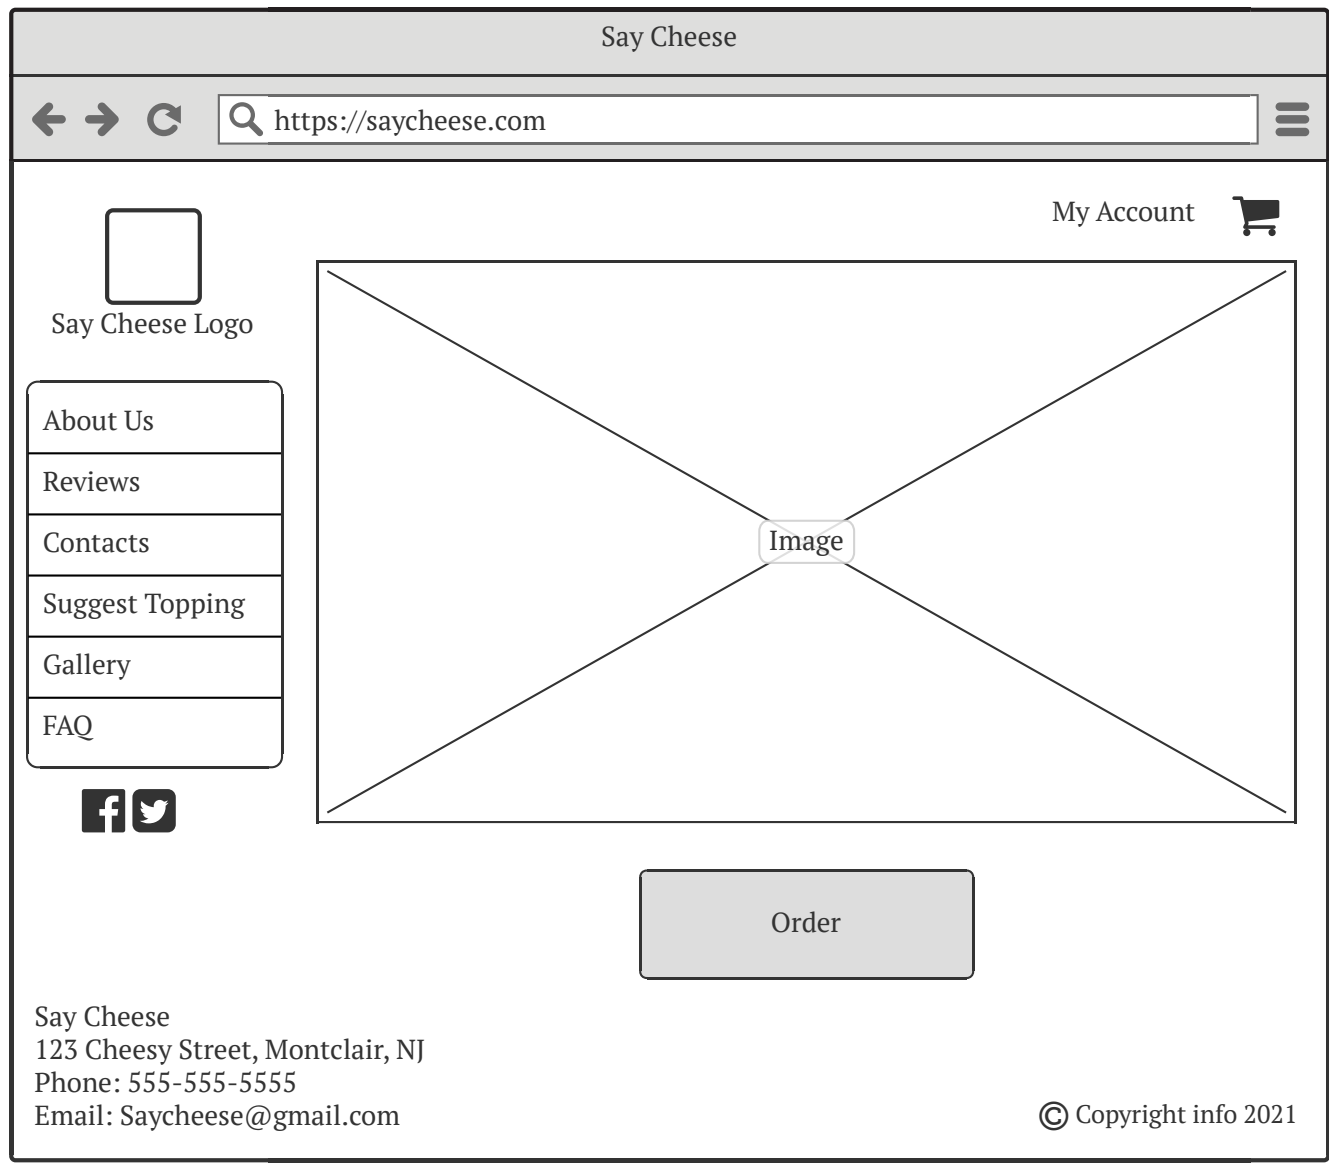 Say Cheese
https://saycheese.com
My Account
Say Cheese Logo
About Us
Reviews
Contacts
Suggest Topping
Gallery
FAQ
Image
Order
Say Cheese
123 Cheesy Street, Montclair, NJ
Phone: 555-555-5555
Email: Saycheese@gmail.com
© Copyright info 2021